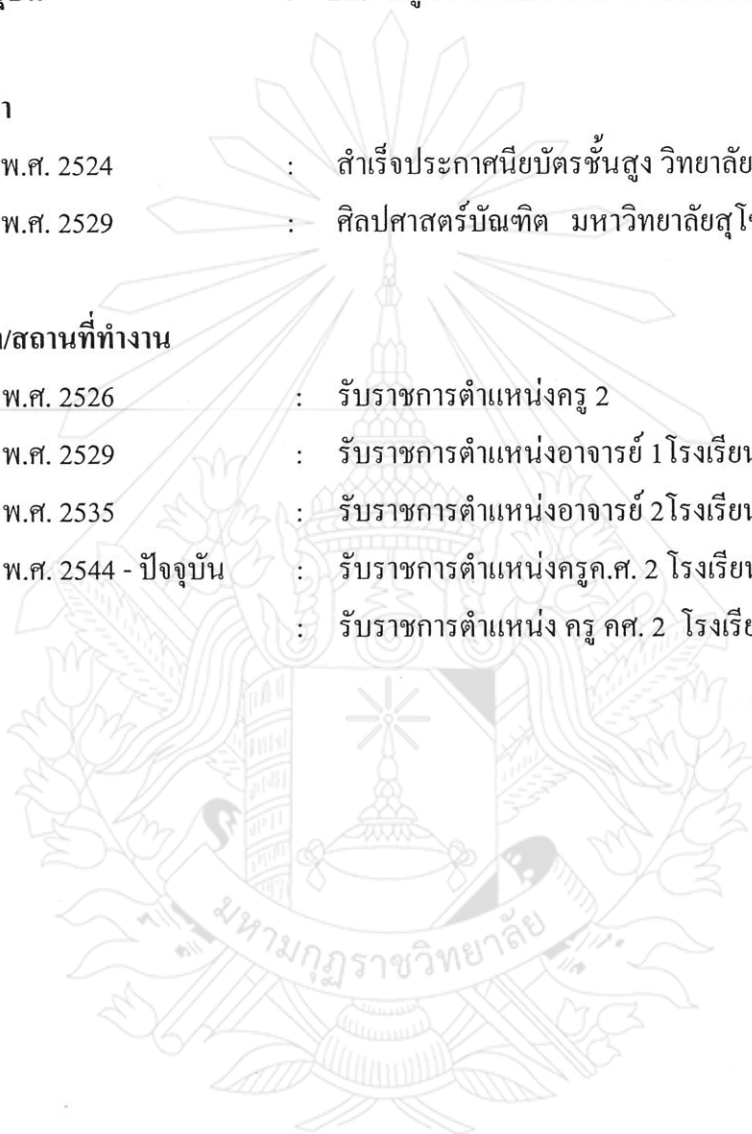 พ.ศ. 2524 : สำเร็จประกาศนียบัตรชั้นสูง วิทยาลัย
พ.ศ. 2529 : ศิลปศาสตร์บัณฑิต มหาวิทยาลัยสุโ
/สถานที่ทำงาน
พ.ศ. 2526 : รับราชการตำแหน่งครู 2
พ.ศ. 2529 : รับราชการตำแหน่งอาจารย์ 1โรงเรียน
พ.ศ. 2535 : รับราชการตำแหน่งอาจารย์ 2โรงเรียน
พ.ศ. 2544 - ปัจจุบัน : รับราชการตำแหน่งครูค.ศ. 2 โรงเรียน
: รับราชการตำแหน่ง ครู คศ. 2 โรงเรีย
มหามกุฏราชวิทยาลัย